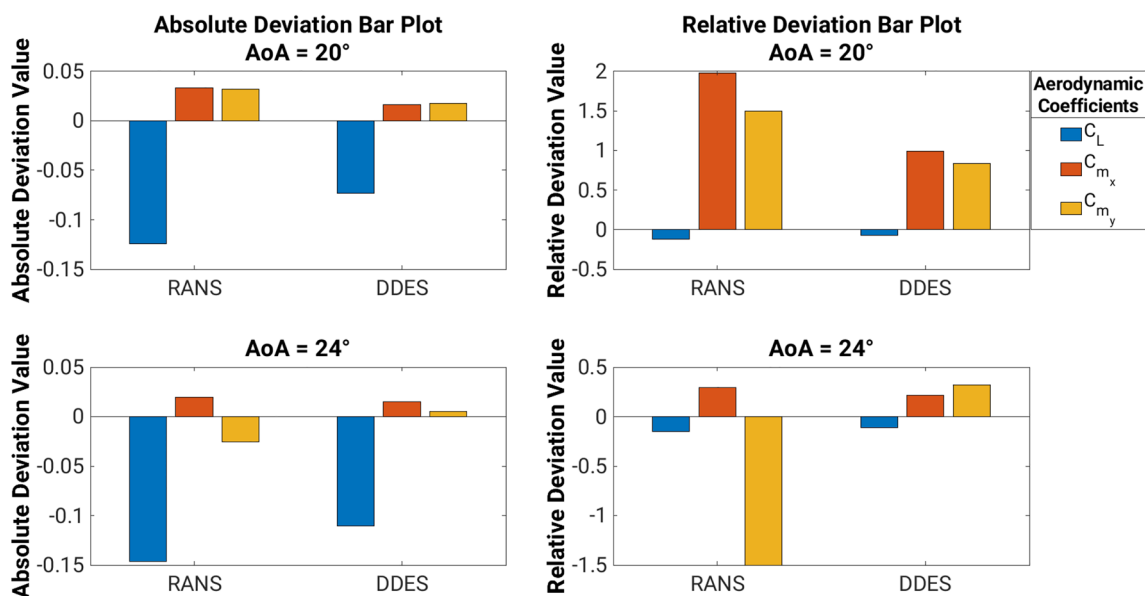 Absolute Deviation Bar Plot
AoA = 20°
Absolute Deviation Value
0.05
0
-0.05
-0.1
-0.15
RANS
DDES
Relative Deviation Bar Plot
AoA = 20°
Relative Deviation Value
2
1.5
1
0.5
0
-0.5
RANS
DDES
Aerodynamic
Coefficients
C_L
C_m_x
C_m_y
AoA = 24°
Absolute Deviation Value
0.05
0
-0.05
-0.1
-0.15
RANS
DDES
AoA = 24°
Relative Deviation Value
0.5
0
-0.5
-1
-1.5
RANS
DDES